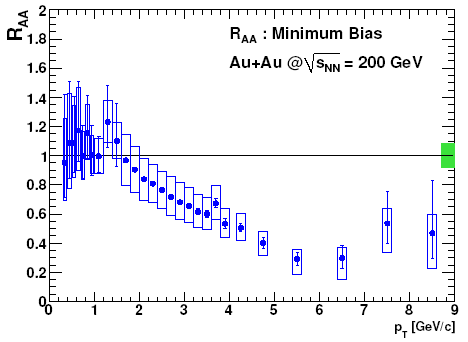 R_AA : Minimum Bias
Au+Au @√s_NN = 200 GeV
R_AA
2
1.8
1.6
1.4
1.2
1
0.8
0.6
0.4
0.2
0
0 1 2 3 4 5 6 7 8 9
p_T [GeV/c]